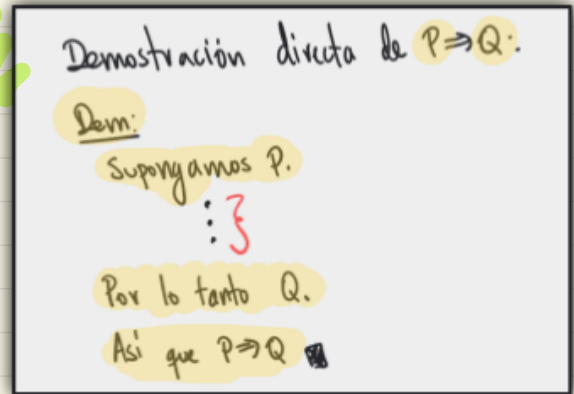 Demostración directa de P⇒Q:
Dem:
Supongamos P.
⋮ }
Por lo tanto Q.
Así que P⇒Q ■